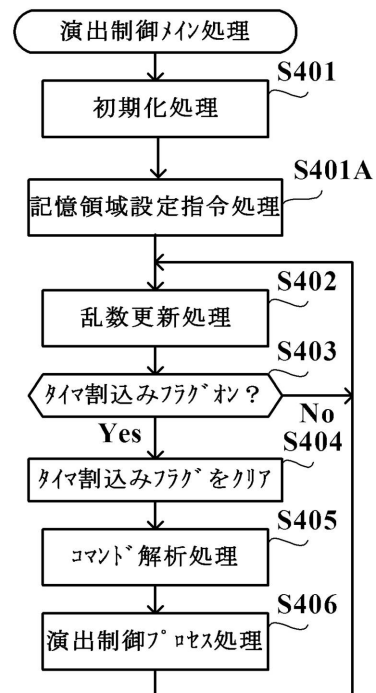 演出制御ﾒｲﾝ処理
S401
初期化処理
S401A
記憶領域設定指令処理
S402
乱数更新処理
S403
ﾀｲﾏ割込みﾌﾗｸﾞｵﾝ？
No
Yes
S404
ﾀｲﾏ割込みﾌﾗｸﾞをｸﾘｱ
S405
ｺﾏﾝﾄﾞ解析処理
S406
演出制御ﾌﾟﾛｾｽ処理